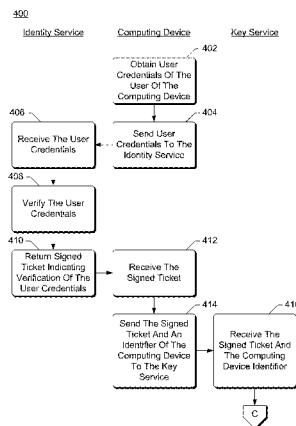 400
Identity Service
Computing Device
Key Service
402
Obtain User
Credentials Of The
User Of The
Computing Device
404
Send User
Credentials To The
Identity Service
406
Receive The User
Credentials
408
Verify The User
Credentials
410
Return Signed
Ticket Indicating
Verification Of The
User Credentials
412
Receive The
Signed Ticket
414
Send The Signed
Ticket And An
Identifier Of The
Computing Device
To The Key
Service
Receive The
Signed Ticket And
The Computing
Device Identifier
C